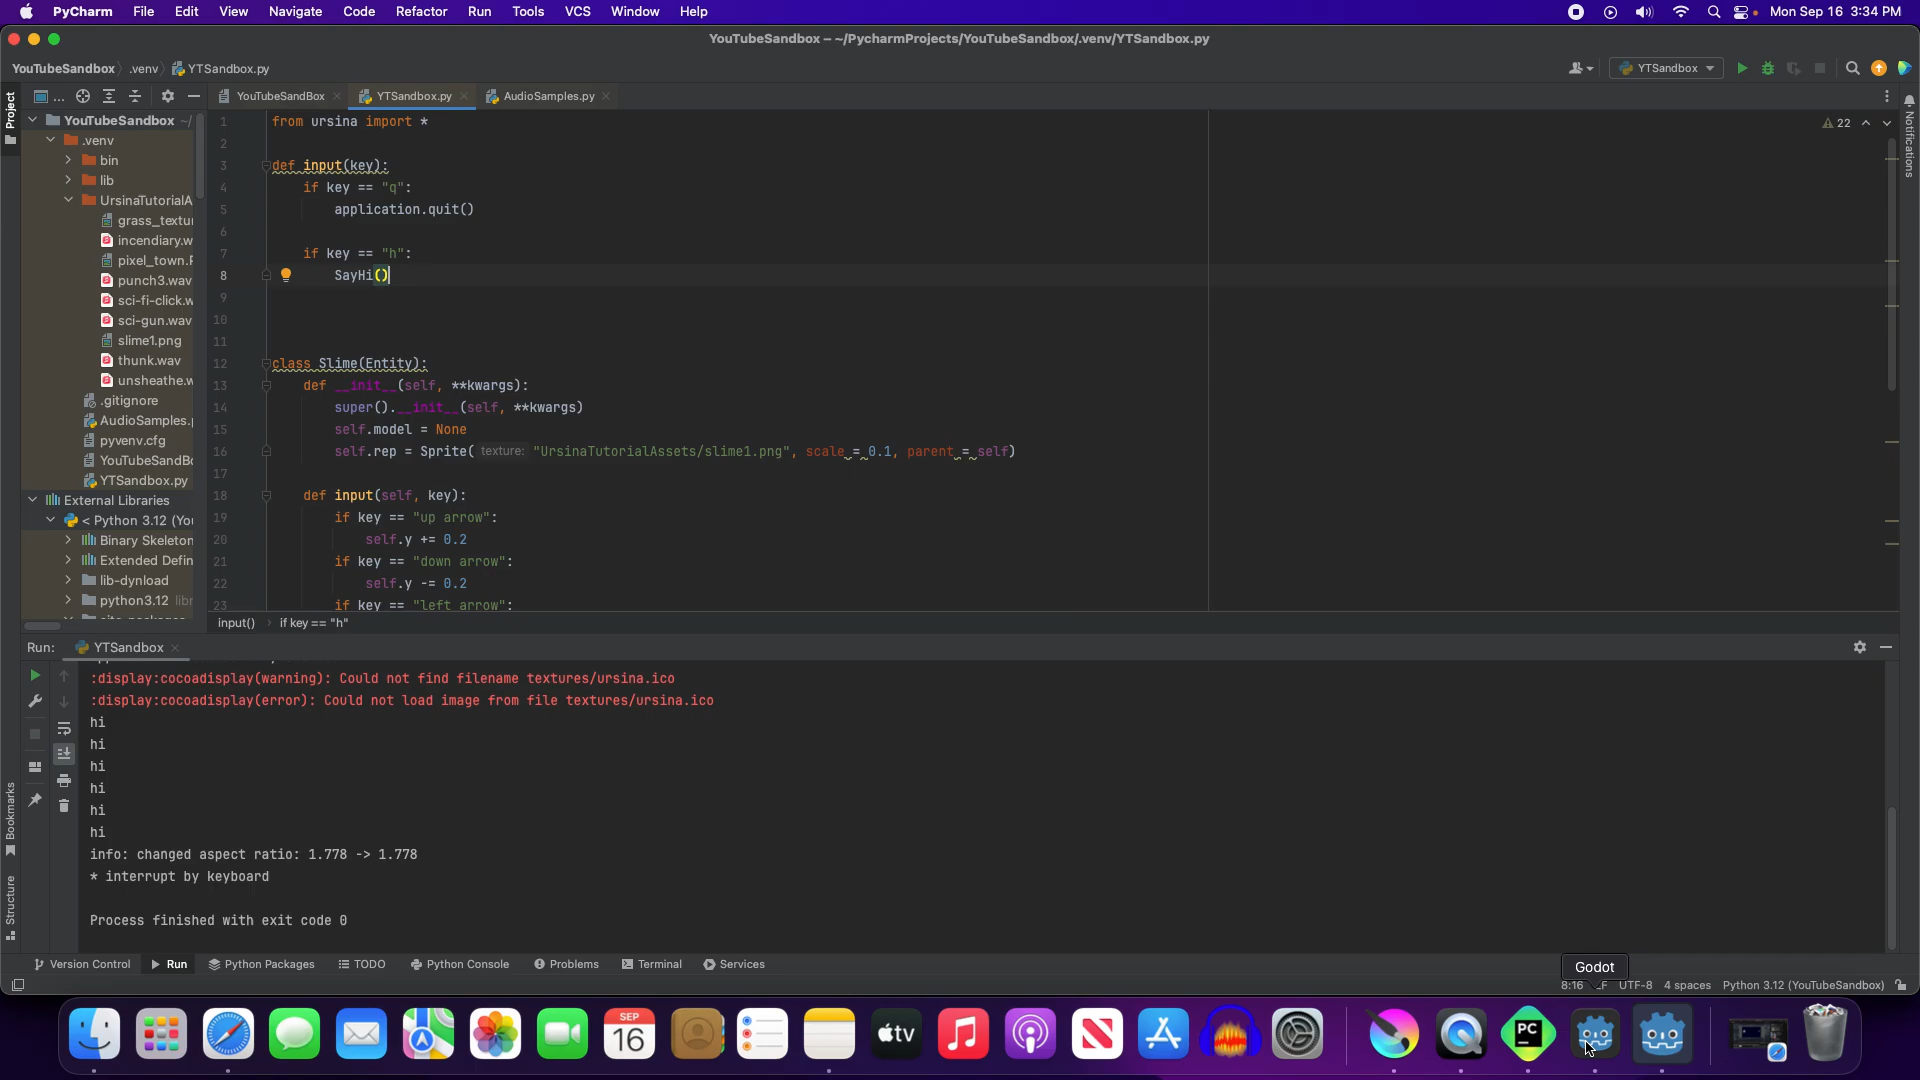 PyCharm File Edit View Navigate Code Refactor Run Tools VCS Window Help Mon Sep 16 3:34 PM
YouTubeSandbox – ~/PycharmProjects/YouTubeSandbox/.venv/YTSandbox.py
YouTubeSandbox .venv YTSandbox.py YTSandbox
Project ... YouTubeSandBox YTSandbox.py AudioSamples.py
Notifications
YouTubeSandbox ~/
.venv
bin
lib
UrsinaTutorialA
grass_textur
incendiary.w
pixel_town.p
punch3.wav
sci-fi-click.w
sci-gun.wav
slime1.png
thunk.wav
unsheathe.w
.gitignore
AudioSamples.p
pyvenv.cfg
YouTubeSandBo
YTSandbox.py
External Libraries
< Python 3.12 (You
Binary Skeleton
Extended Defin
lib-dynload
python3.12 libr
site-packages
22
1 from ursina import *
2
3 def input(key):
4 if key == "q":
5 application.quit()
6
7 if key == "h":
8 SayHi()
9
10
11
12 class Slime(Entity):
13 def __init__(self, **kwargs):
14 super().__init__(self, **kwargs)
15 self.model = None
16 self.rep = Sprite( texture: "UrsinaTutorialAssets/slime1.png", scale = 0.1, parent = self)
17
18 def input(self, key):
19 if key == "up arrow":
20 self.y += 0.2
21 if key == "down arrow":
22 self.y -= 0.2
23 if key == "left arrow":
input() if key == "h"
Run: YTSandbox
:display:cocoadisplay(warning): Could not find filename textures/ursina.ico
:display:cocoadisplay(error): Could not load image from file textures/ursina.ico
hi
hi
hi
hi
hi
hi
info: changed aspect ratio: 1.778 -> 1.778
* interrupt by keyboard
Process finished with exit code 0
Bookmarks
Structure
Version Control Run Python Packages TODO Python Console Problems Terminal Services
Godot
8:16 LF UTF-8 4 spaces Python 3.12 (YouTubeSandbox)
SEP
16
tv
PC